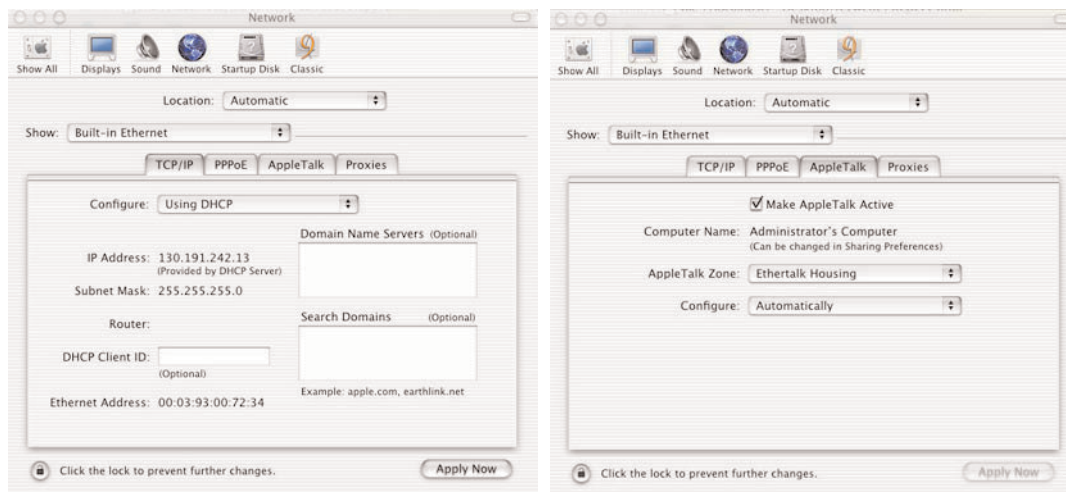 Network
Show All Displays Sound Network Startup Disk Classic
Location: Automatic
Show: Built-in Ethernet
TCP/IP PPPoE AppleTalk Proxies
Configure: Using DHCP
Domain Name Servers (Optional)
IP Address: 130.191.242.13
(Provided by DHCP Server)
Subnet Mask: 255.255.255.0
Search Domains (Optional)
Router:
DHCP Client ID:
(Optional)
Example: apple.com, earthlink.net
Ethernet Address: 00:03:93:00:72:34
Click the lock to prevent further changes.
Apply Now
Network
Show All Displays Sound Network Startup Disk Classic
Location: Automatic
Show: Built-in Ethernet
TCP/IP PPPoE AppleTalk Proxies
Make AppleTalk Active
Computer Name: Administrator's Computer
(Can be changed in Sharing Preferences)
AppleTalk Zone: Ethertalk Housing
Configure: Automatically
Click the lock to prevent further changes.
Apply Now